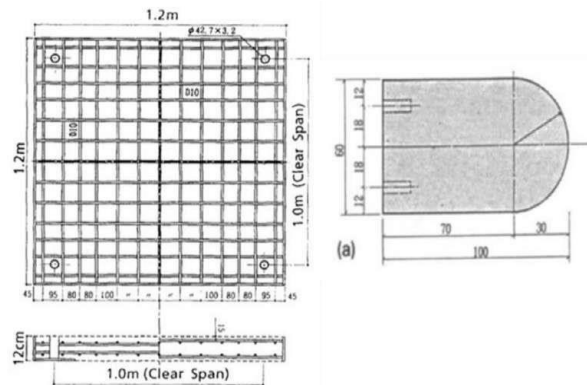 1.2m
φ42.7×3.2
D10
D10
1.2m
1.0m (Clear Span)
45 95 80 80 100 〃 〃 〃 〃 100 80 80 95 45
12cm
15
1.0m (Clear Span)
60
12
18
18
12
70
30
100
(a)